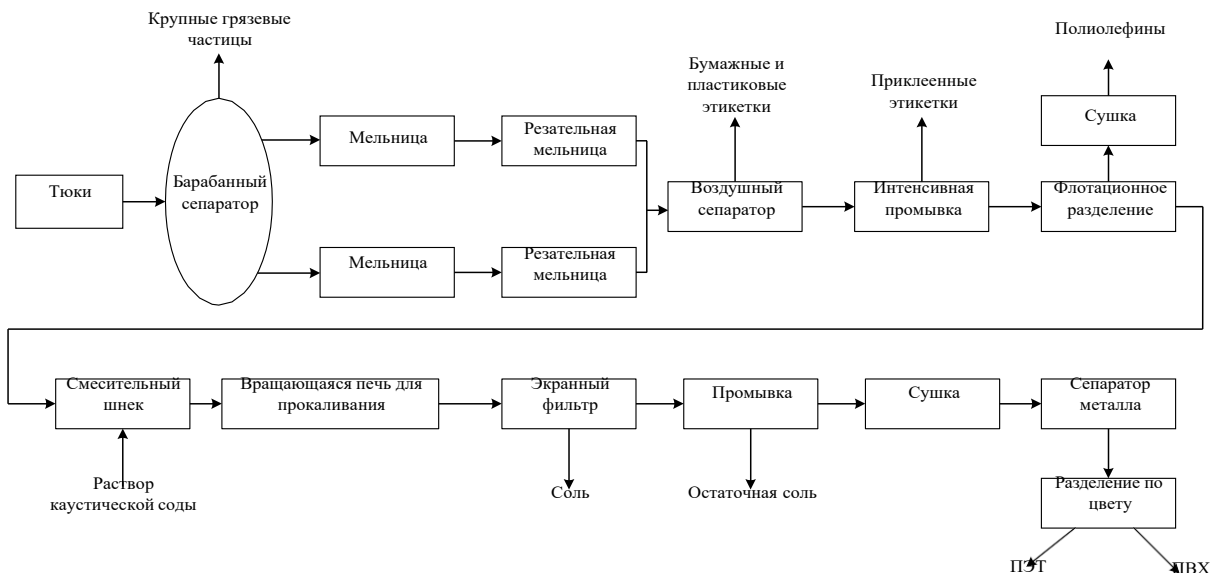 Крупные грязевые
частицы
Полиолефины
Бумажные и
пластиковые
этикетки
Приклеенные
этикетки
Сушка
Мельница
Резательная
мельница
Тюки
Барабанный
сепаратор
Воздушный
сепаратор
Интенсивная
промывка
Флотационное
разделение
Мельница
Резательная
мельница
Смесительный
шнек
Вращающаяся печь для
прокаливания
Экранный
фильтр
Промывка
Сушка
Сепаратор
металла
Раствор
каустической соды
Соль
Остаточная соль
Разделение по
цвету
ПЭТ
ПВХ